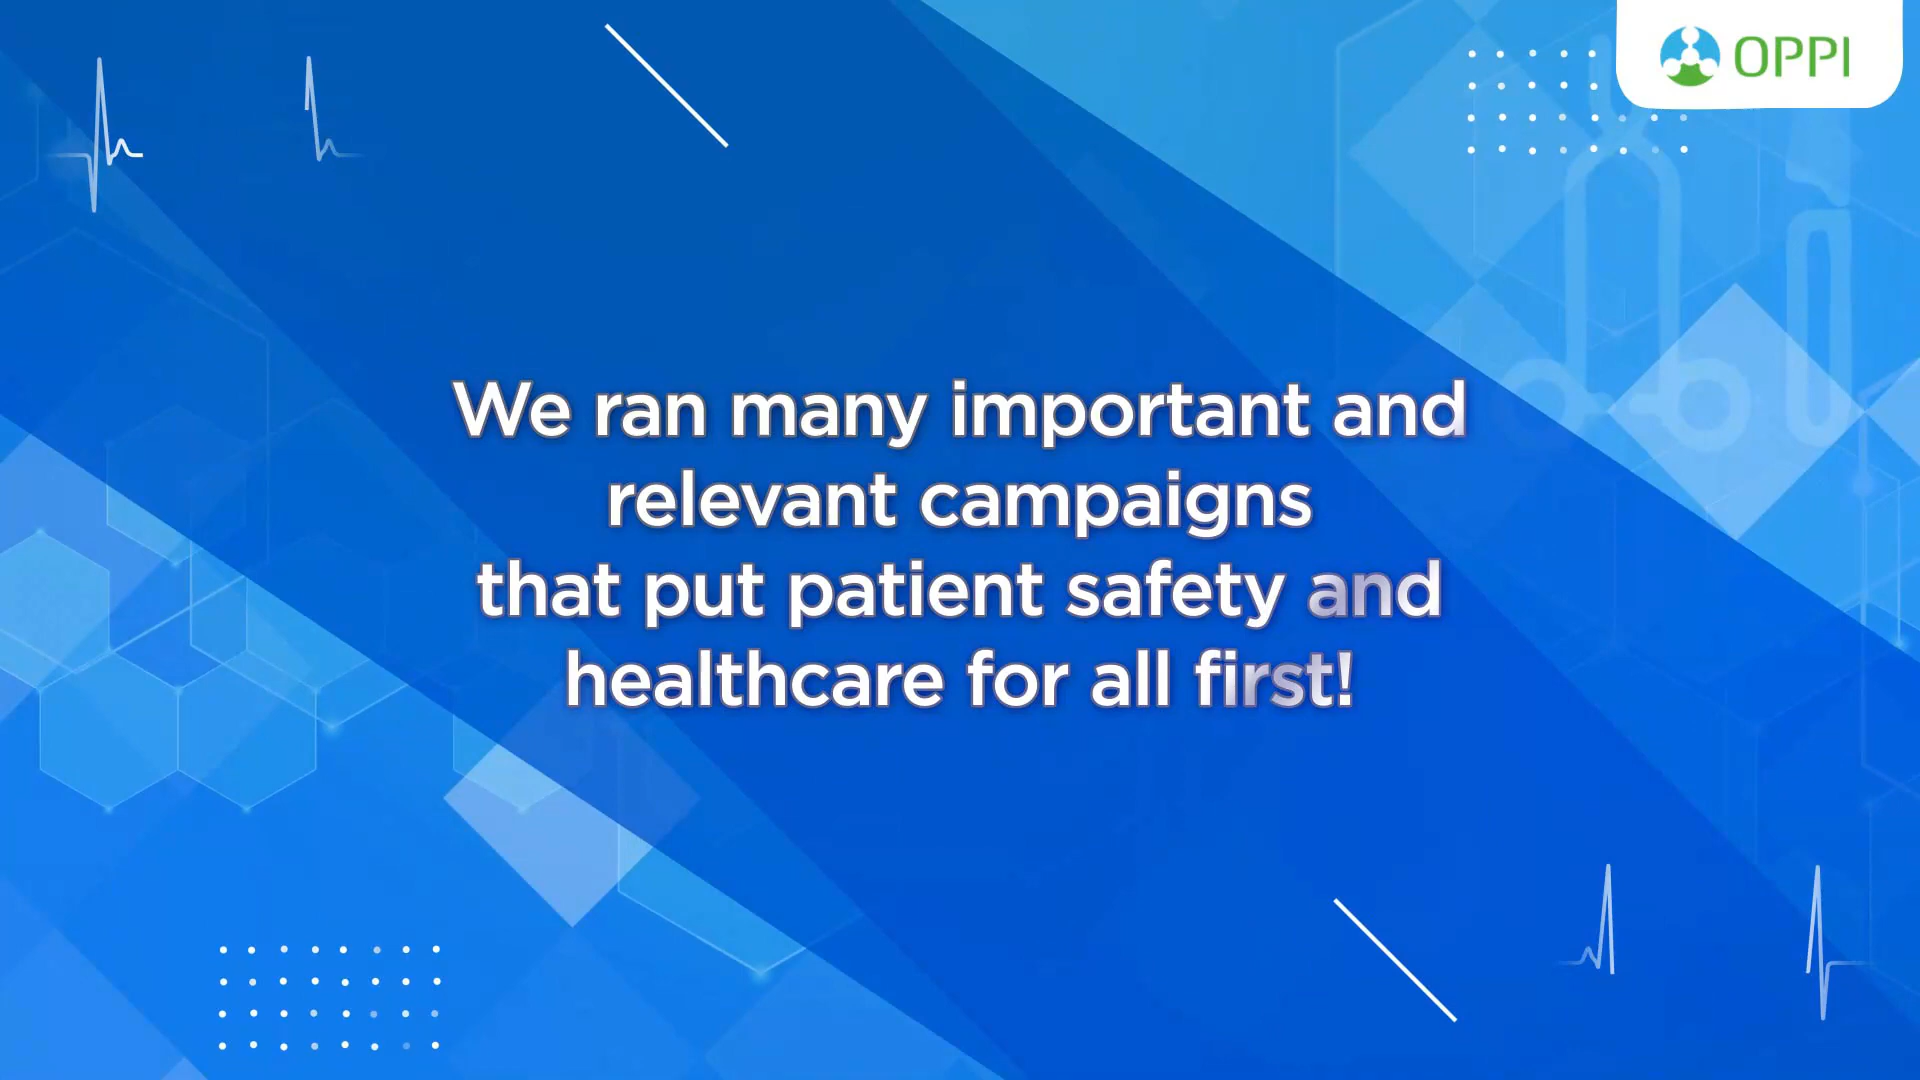 OPPI
We ran many important and
relevant campaigns
that put patient safety and
healthcare for all first!